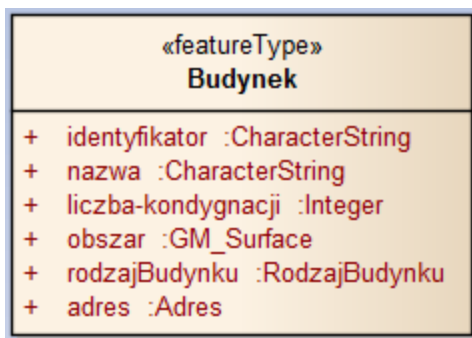 «featureType»
Budynek
+ identyfikator :CharacterString
+ nazwa :CharacterString
+ liczba-kondygnacji :Integer
+ obszar :GM_Surface
+ rodzajBudynku :RodzajBudynku
+ adres :Adres